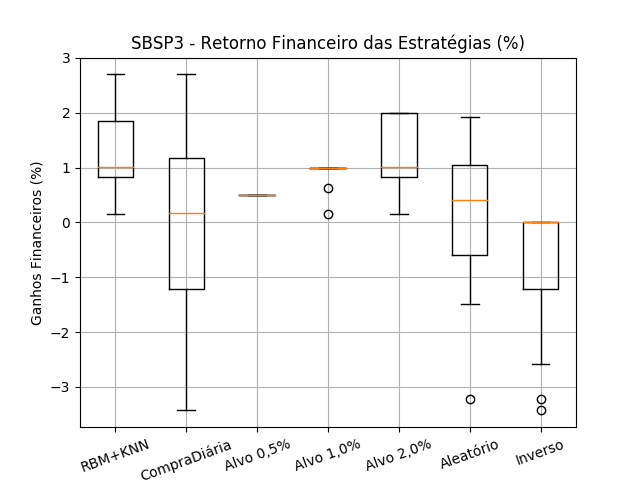 SBSP3 - Retorno Financeiro das Estratégias (%)
Ganhos Financeiros (%)
3
2
1
0
−1
−2
−3
RBM+KNN
CompraDiária
Alvo 0,5%
Alvo 1,0%
Alvo 2,0%
Aleatório
Inverso